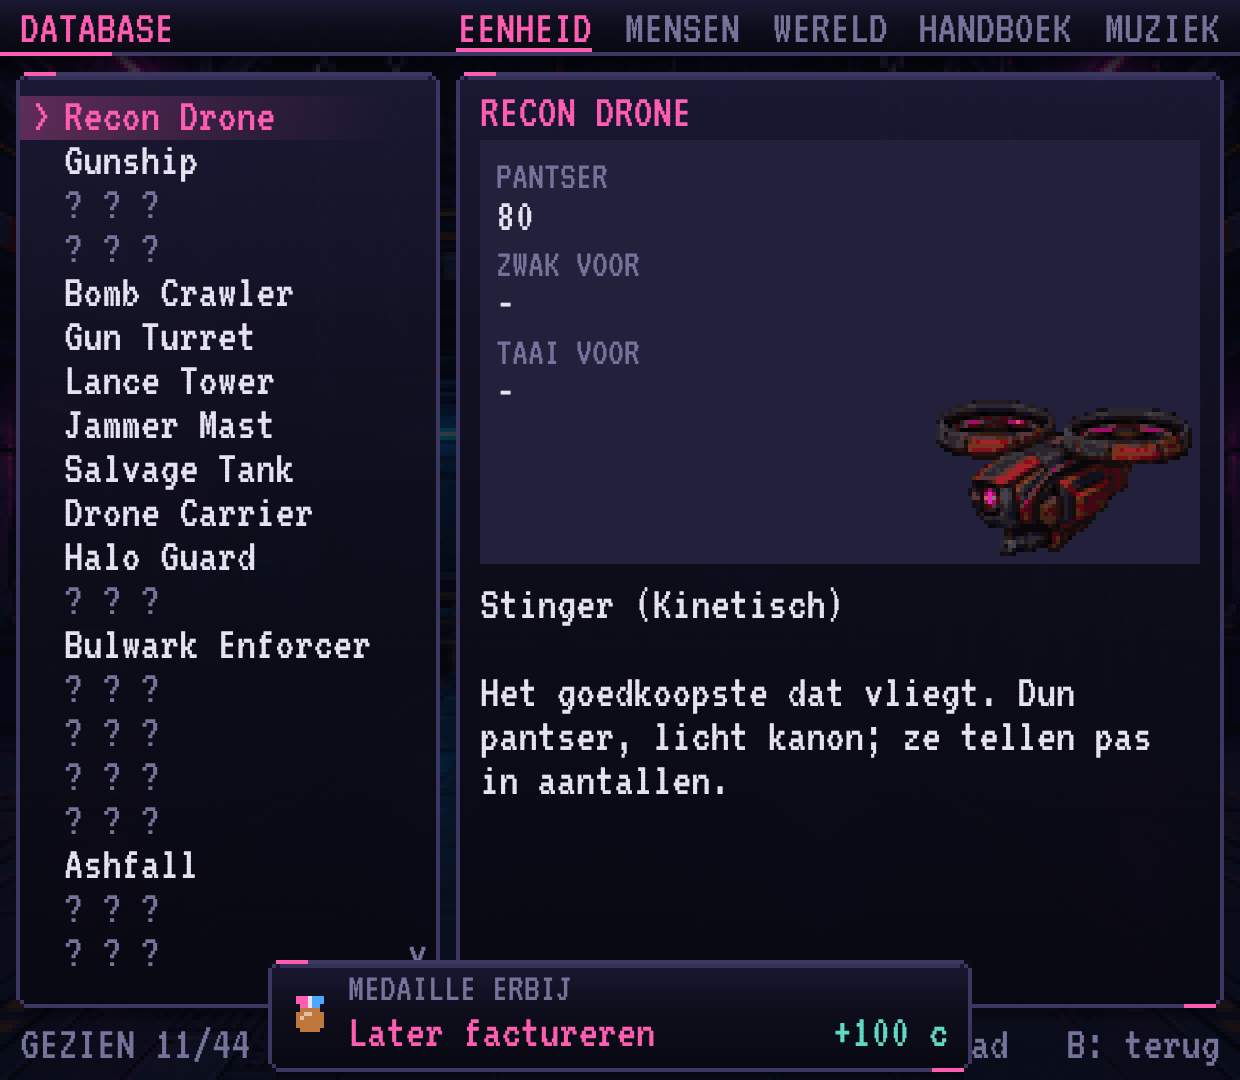 DATABASE
EENHEID MENSEN WERELD HANDBOEK MUZIEK
> Recon Drone
Gunship
? ? ?
? ? ?
Bomb Crawler
Gun Turret
Lance Tower
Jammer Mast
Salvage Tank
Drone Carrier
Halo Guard
? ? ?
Bulwark Enforcer
? ? ?
? ? ?
? ? ?
? ? ?
Ashfall
? ? ?
? ? ?
RECON DRONE
PANTSER
80
ZWAK VOOR
-
TAAI VOOR
-
Stinger (Kinetisch)
Het goedkoopste dat vliegt. Dun
pantser, licht kanon; ze tellen pas
in aantallen.
MEDAILLE ERBIJ
Later factureren +100 c
GEZIEN 11/44
B: terug